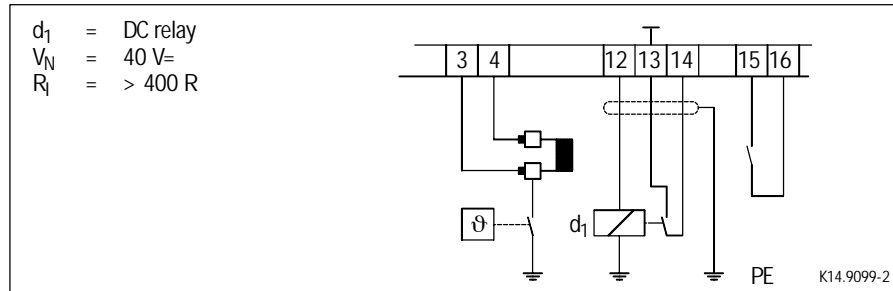 d1 = DC relay
VN = 40 V=
RI = > 400 R
3 4 12 13 14 15 16
ϑ
d1
PE
K14.9099-2